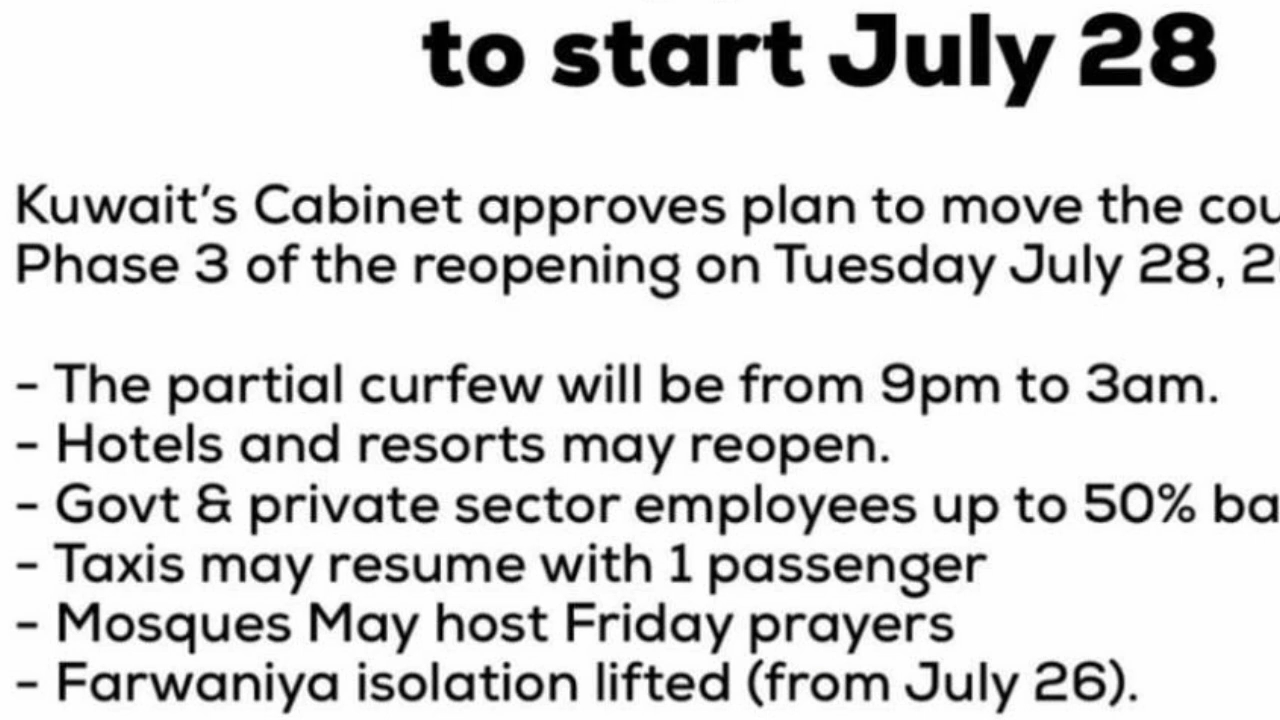 to start July 28
Kuwait's Cabinet approves plan to move the
Phase 3 of the reopening on Tuesday July 28,
- The partial curfew will be from 9pm to 3am.
- Hotels and resorts may reopen.
- Govt & private sector employees up to 50%
- Taxis may resume with 1 passenger
- Mosques May host Friday prayers
- Farwaniya isolation lifted (from July 26).